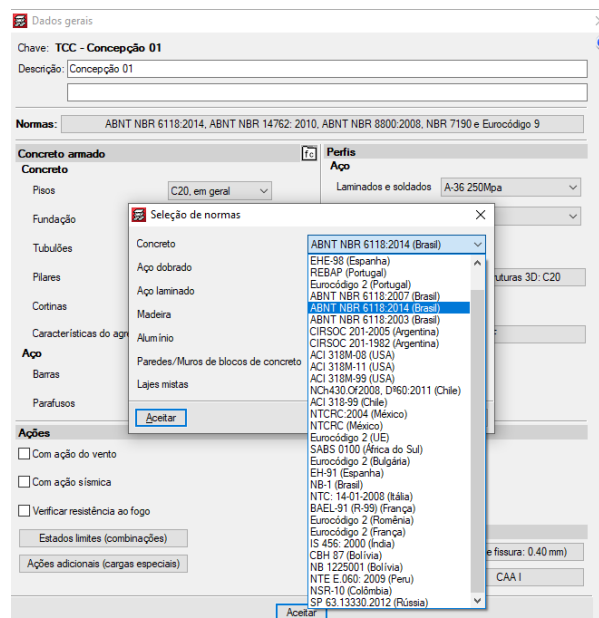 Dados gerais
Chave: TCC - Concepção 01
Descrição: Concepção 01
Normas: ABNT NBR 6118:2014, ABNT NBR 14762: 2010, ABNT NBR 8800:2008, NBR 7190 e Eurocódigo 9
Concreto armado
Concreto
Pisos C20, em geral
Fundação
Tubulões
Pilares
Cortinas
Características do agr
Aço
Barras
Parafusos
Perfis
Aço
Laminados e soldados A-36 250Mpa
ruturas 3D: C20
Seleção de normas
Concreto ABNT NBR 6118:2014 (Brasil)
Aço dobrado
Aço laminado
Madeira
Alumínio
Paredes/Muros de blocos de concreto
Lajes mistas
Aceitar
EHE-98 (Espanha)
REBAP (Portugal)
Eurocódigo 2 (Portugal)
ABNT NBR 6118:2007 (Brasil)
ABNT NBR 6118:2014 (Brasil)
ABNT NBR 6118:2003 (Brasil)
CIRSOC 201-2005 (Argentina)
CIRSOC 201-1982 (Argentina)
ACI 318M-08 (USA)
ACI 318M-11 (USA)
ACI 318M-99 (USA)
NCh430.Of2008, Dº60:2011 (Chile)
ACI 318-99 (Chile)
NTCRC:2004 (México)
NTCRC (México)
Eurocódigo 2 (UE)
SABS 0100 (África do Sul)
Eurocódigo 2 (Bulgária)
EH-91 (Espanha)
NB-1 (Brasil)
NTC: 14-01-2008 (Itália)
BAEL-91 (R-99) (França)
Eurocódigo 2 (Romênia)
Eurocódigo 2 (França)
IS 456: 2000 (Índia)
CBH 87 (Bolívia)
NB 1225001 (Bolívia)
NTE E.060: 2009 (Peru)
NSR-10 (Colômbia)
SP 63.13330.2012 (Rússia)
Ações
Com ação do vento
Com ação sísmica
Verificar resistência ao fogo
Estados limites (combinações)
Ações adicionais (cargas especiais)
e fissura: 0.40 mm)
CAA I
Aceitar